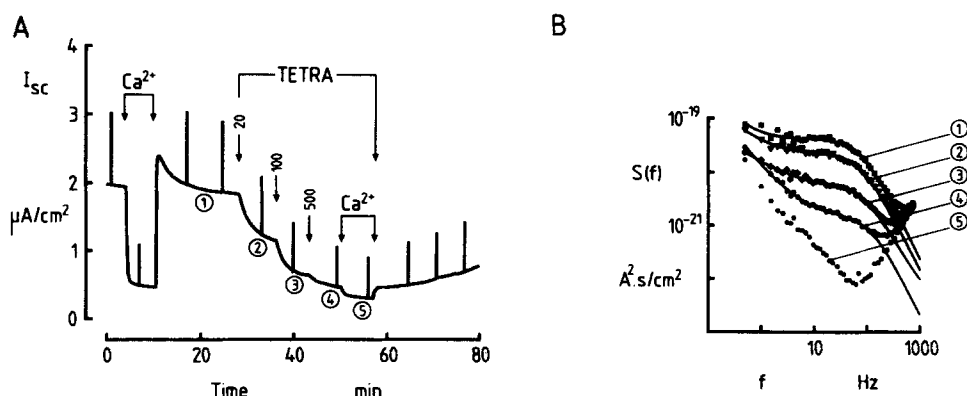 A
4
I_sc
3
2
μA/cm²
1
0
Ca²⁺
TETRA
20
100
500
Ca²⁺
①
②
③
④
⑤
0 20 40 60 80
Time min
B
10⁻¹⁹
S(f)
10⁻²¹
A².s/cm²
①
②
③
④
⑤
10 1000
f Hz